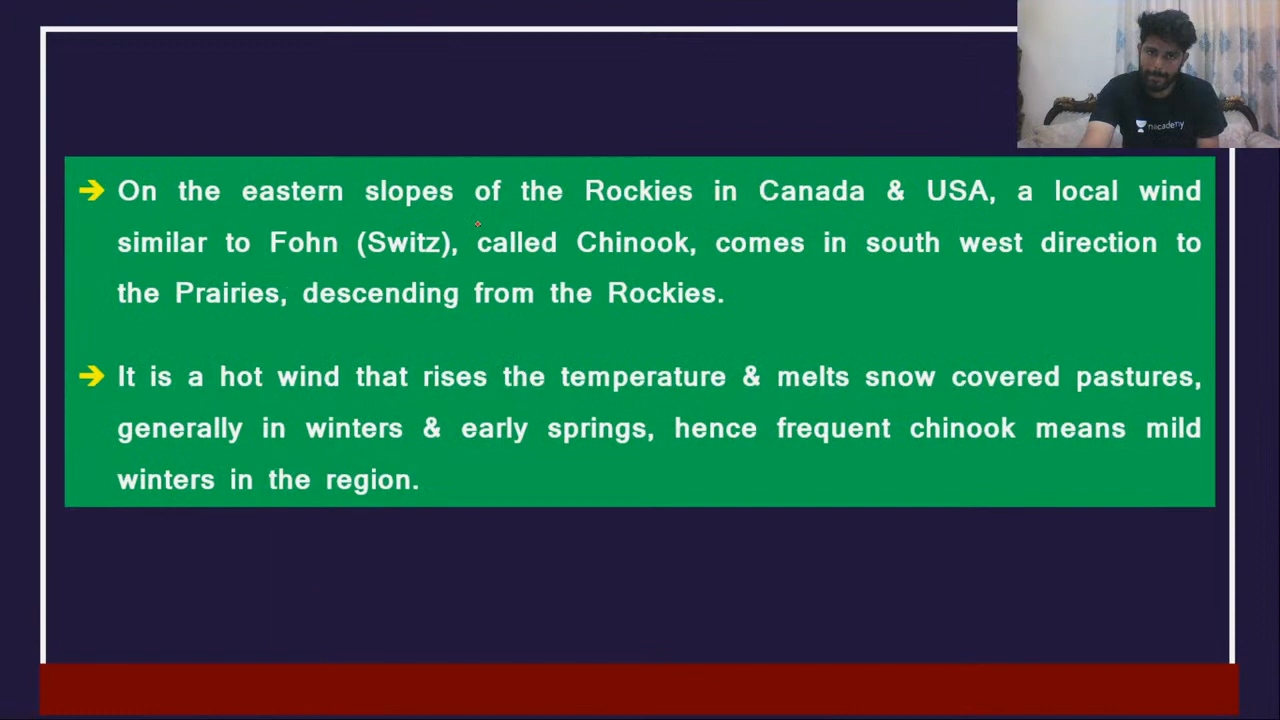 unacademy
➔ On the eastern slopes of the Rockies in Canada & USA, a local wind
similar to Fohn (Switz), called Chinook, comes in south west direction to
the Prairies, descending from the Rockies.
➔ It is a hot wind that rises the temperature & melts snow covered pastures,
generally in winters & early springs, hence frequent chinook means mild
winters in the region.